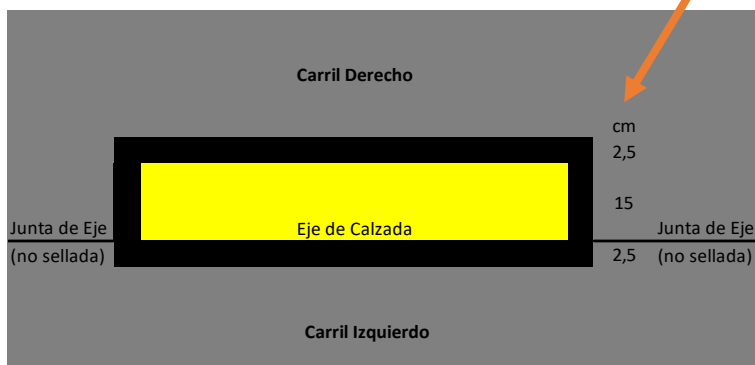 Carril Derecho
cm
2,5
15
Junta de Eje
Eje de Calzada
Junta de Eje
(no sellada)
2,5
(no sellada)
Carril Izquierdo